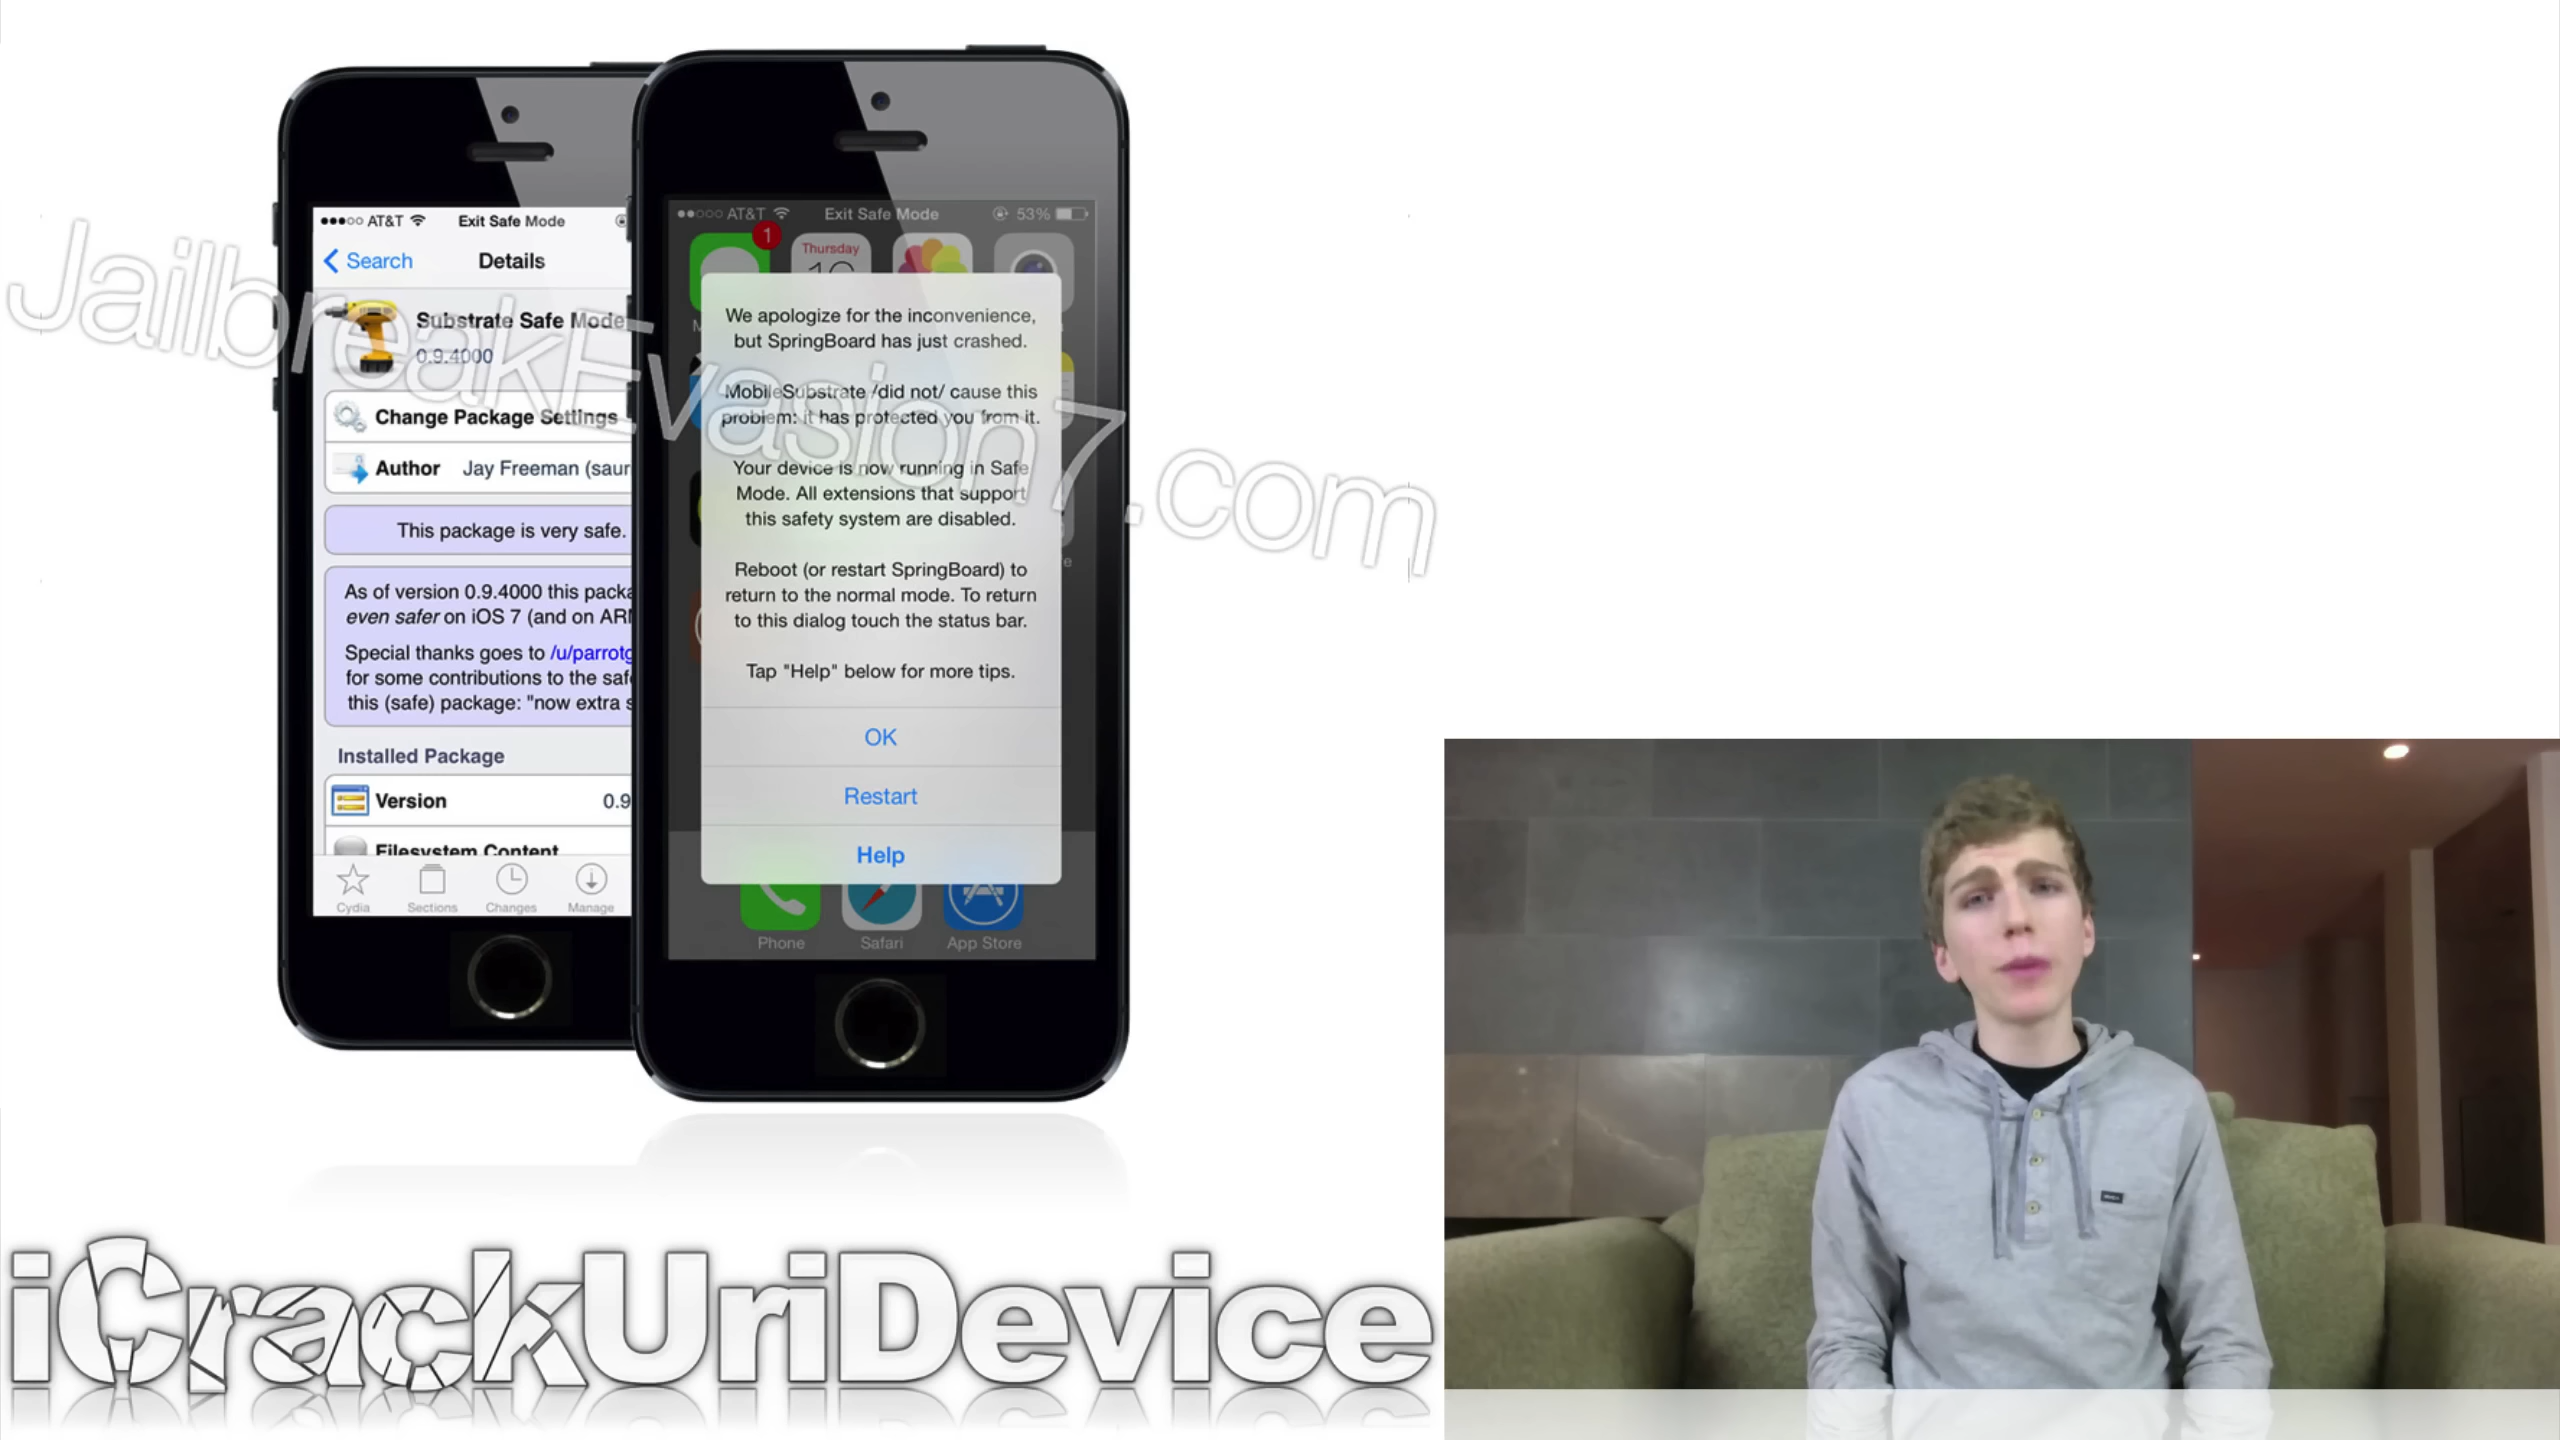 ●●●○○ AT&T Exit Safe Mode
Search Details
Substrate Safe Mode
0.9.4000
Change Package Settings
Author Jay Freeman (saur
This package is very safe.
As of version 0.9.4000 this packa
even safer on iOS 7 (and on ARM
Special thanks goes to /u/parrotg
for some contributions to the safe
this (safe) package: "now extra s
Installed Package
Version 0.9
Filesystem Content
Cydia Sections Changes Manage
●●○○○ AT&T Exit Safe Mode 53%
1
Thursday
We apologize for the inconvenience,
but SpringBoard has just crashed.
MobileSubstrate /did not/ cause this
problem: it has protected you from it.
Your device is now running in Safe
Mode. All extensions that support
this safety system are disabled.
Reboot (or restart SpringBoard) to
return to the normal mode. To return
to this dialog touch the status bar.
Tap "Help" below for more tips.
OK
Restart
Help
Phone Safari App Store
JailbreakEvasion7.com
iCrackUriDevice